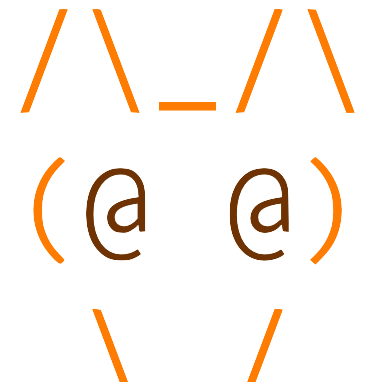 /\_/\
(@ @)
\ /